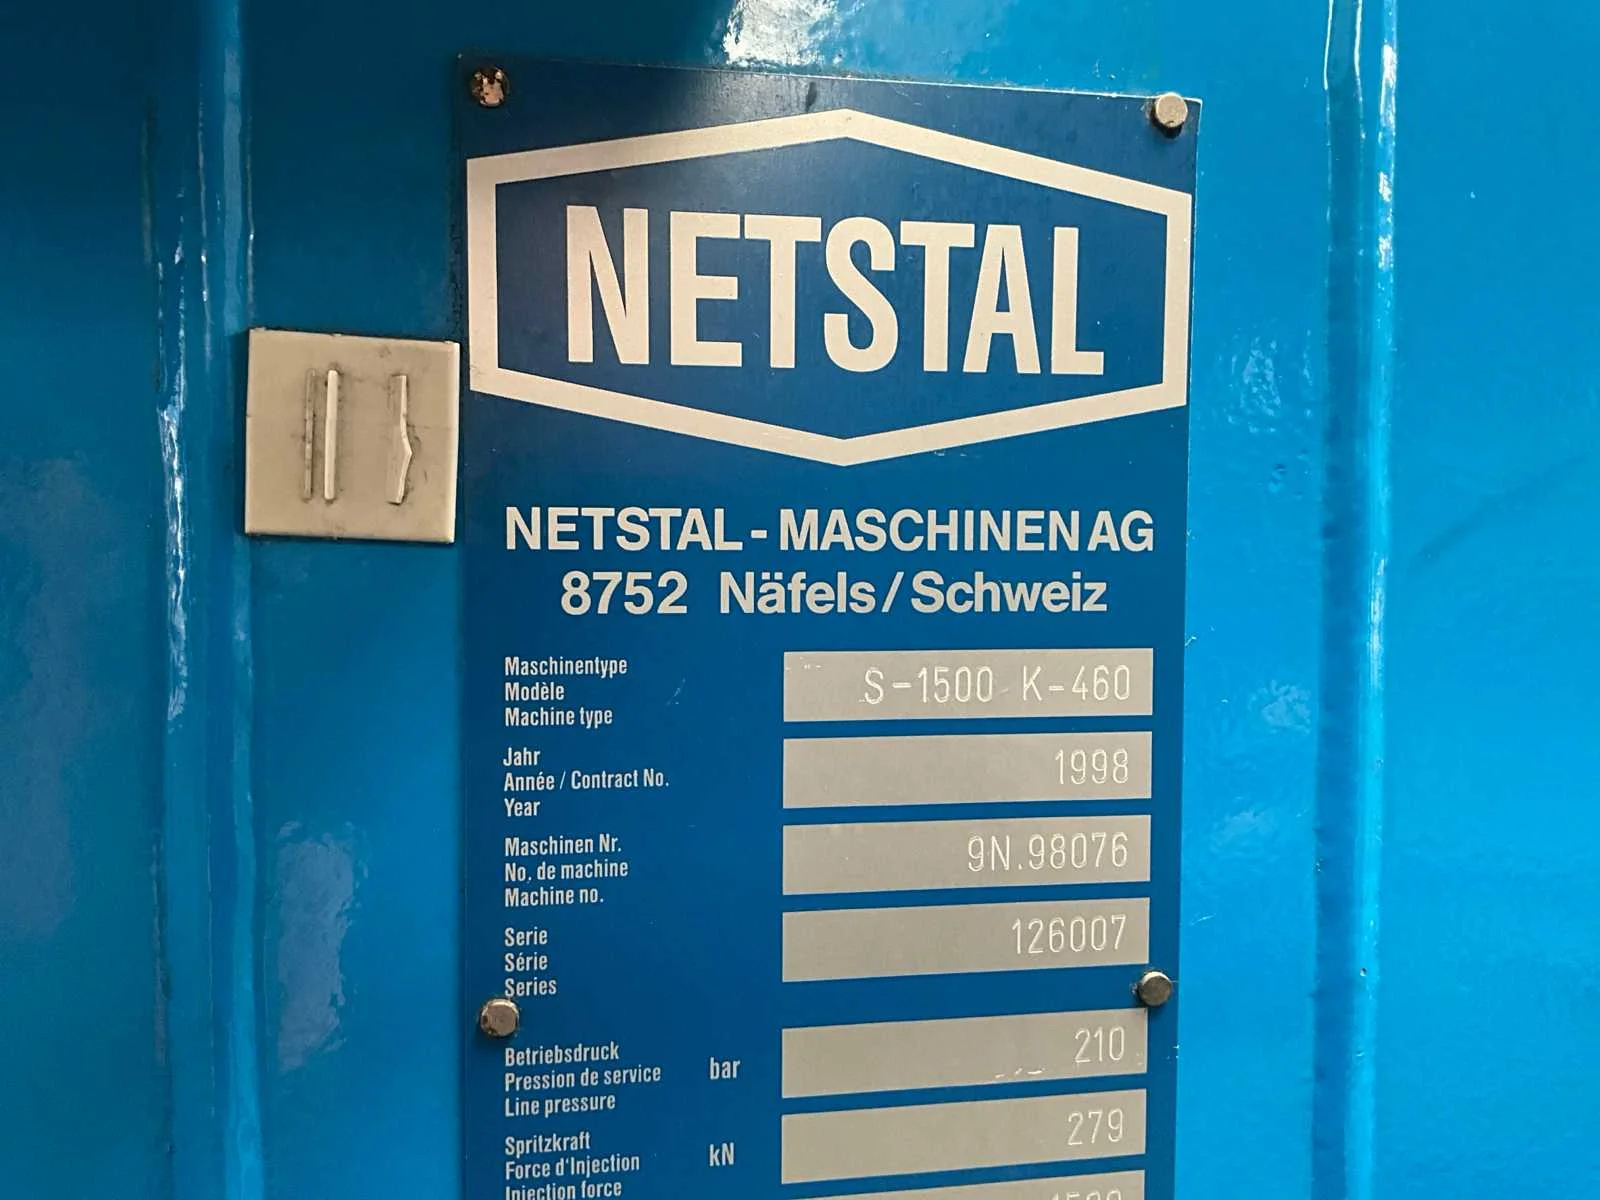 NETSTAL
NETSTAL-MASCHINEN AG
8752 Näfels/Schweiz
Maschinentype
Modèle
Machine type
S-1500 K-460
Jahr
Année / Contract No.
Year
1998
Maschinen Nr.
No. de machine
Machine no.
9N.98076
Serie
Série
Series
126007
Betriebsdruck
Pression de service
Line pressure
bar
210
Spritzkraft
Force d'Injection
Injection force
kN
279